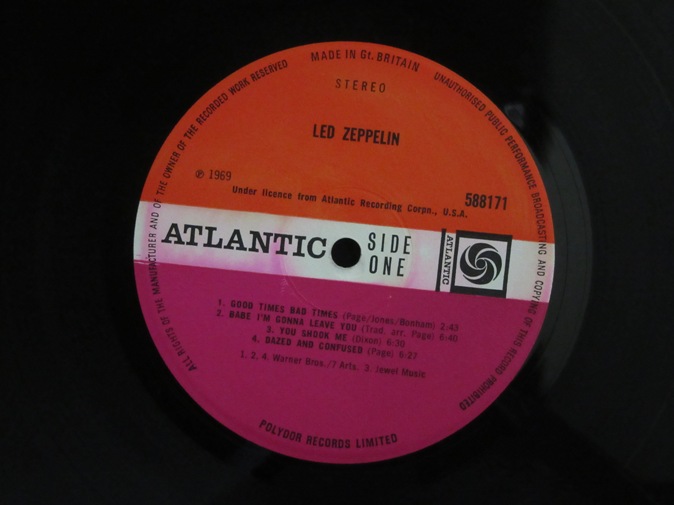 MADE IN Gt. BRITAIN
UNAUTHORISED PUBLIC PERFORMANCE BROADCASTING AND COPYING OF THIS RECORD PROHIBITED
ALL RIGHTS OF THE MANUFACTURER AND OF THE OWNER OF THE RECORDED WORK RESERVED
STEREO
LED ZEPPELIN
℗ 1969
588171
Under licence from Atlantic Recording Corpn., U.S.A.
ATLANTIC
SIDE
ONE
ATLANTIC
1. GOOD TIMES BAD TIMES (Page/Jones/Bonham) 2:43
2. BABE I'M GONNA LEAVE YOU (Trad. arr. Page) 6:40
3. YOU SHOOK ME (Dixon) 6:30
4. DAZED AND CONFUSED (Page) 6:27
1. 2, 4. Warner Bros./7 Arts. 3. Jewel Music
POLYDOR RECORDS LIMITED